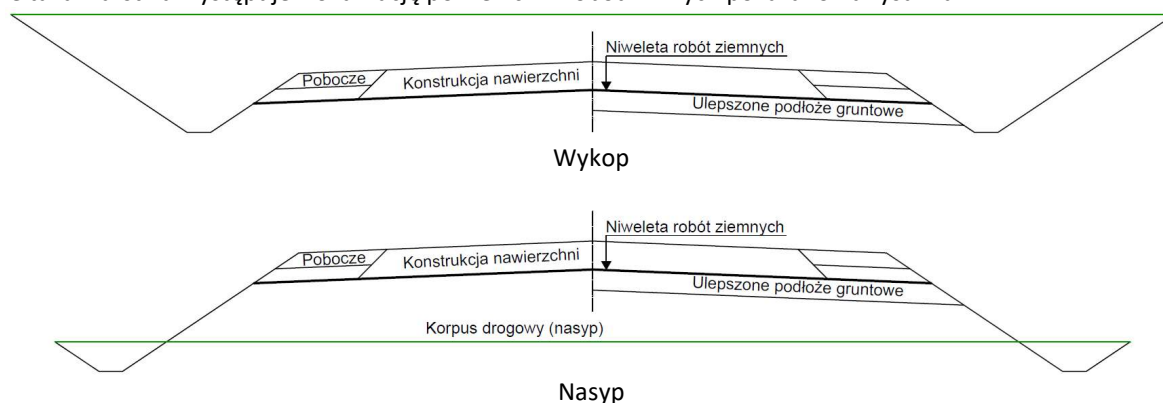 Niweleta robót ziemnych
Pobocze
Konstrukcja nawierzchni
Ulepszone podłoże gruntowe
Wykop
Niweleta robót ziemnych
Pobocze
Konstrukcja nawierzchni
Ulepszone podłoże gruntowe
Korpus drogowy (nasyp)
Nasyp